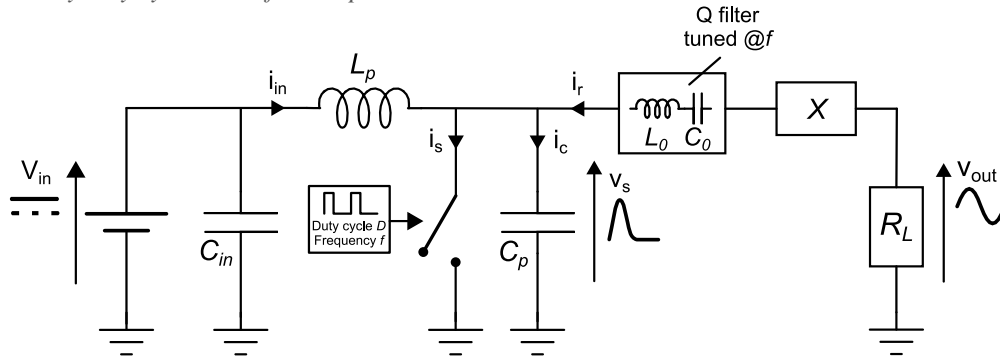 Q filter
tuned @f
L_p
i_in
i_r
L_0 C_0
X
i_s
i_c
V_in
v_s
v_out
Duty cycle D
Frequency f
C_in
C_p
R_L